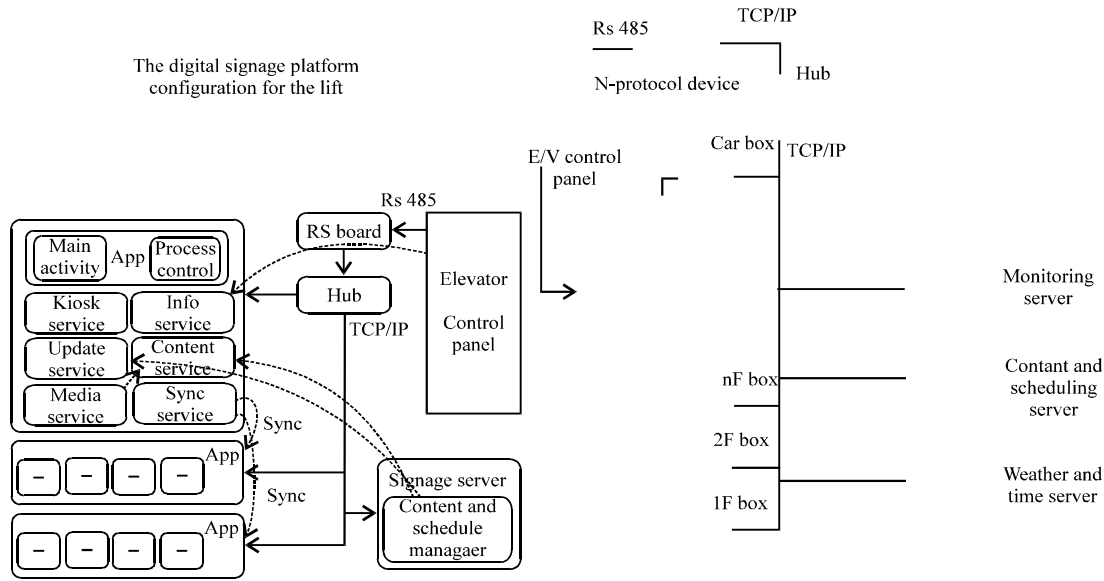 The digital signage platform
configuration for the lift
Rs 485
TCP/IP
N-protocol device
Hub
Rs 485
RS board
Hub
TCP/IP
Elevator
Control
panel
Main
activity
App
Process
control
Kiosk
service
Info
service
Update
service
Content
service
Media
service
Sync
service
Sync
App
–
–
–
–
Sync
App
–
–
–
–
Signage server
Content and
schedule
managaer
E/V control
panel
Car box
TCP/IP
nF box
2F box
1F box
Monitoring
server
Contant and
scheduling
server
Weather and
time server